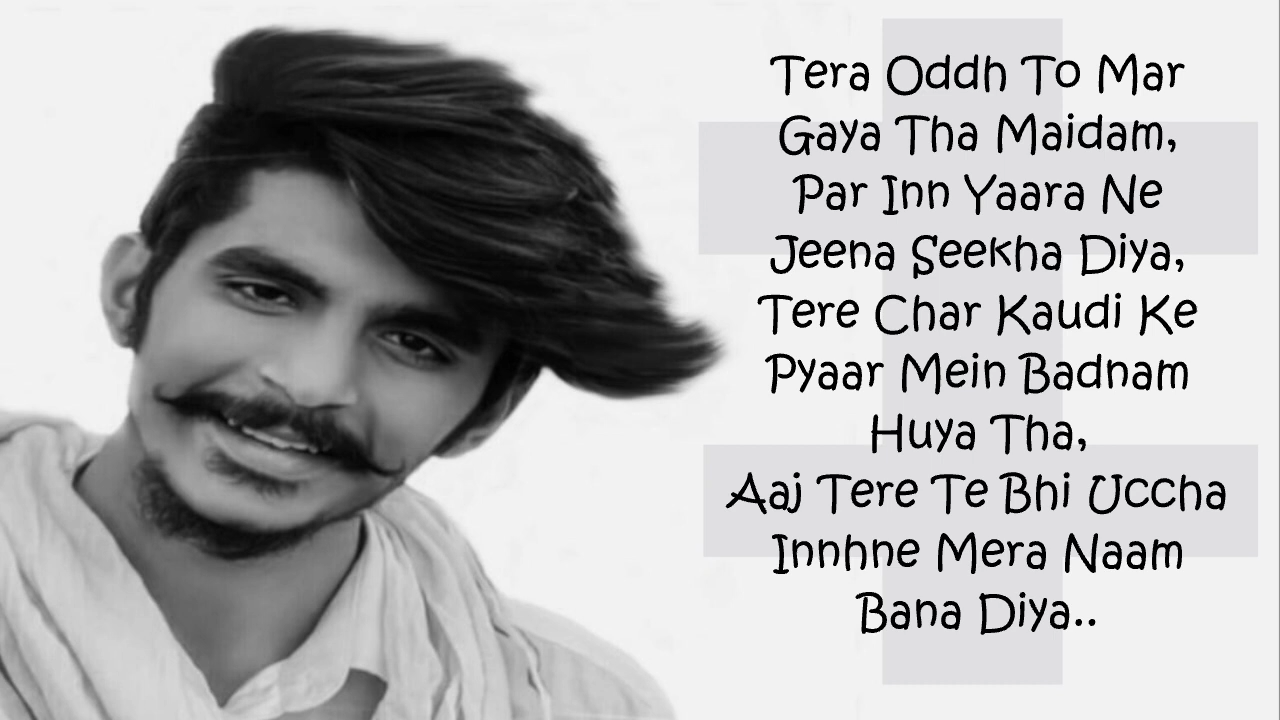 Tera Oddh To Mar
Gaya Tha Maidam,
Par Inn Yaara Ne
Jeena Seekha Diya,
Tere Char Kaudi Ke
Pyaar Mein Badnam
Huya Tha,
Aaj Tere Te Bhi Uccha
Innhne Mera Naam
Bana Diya..